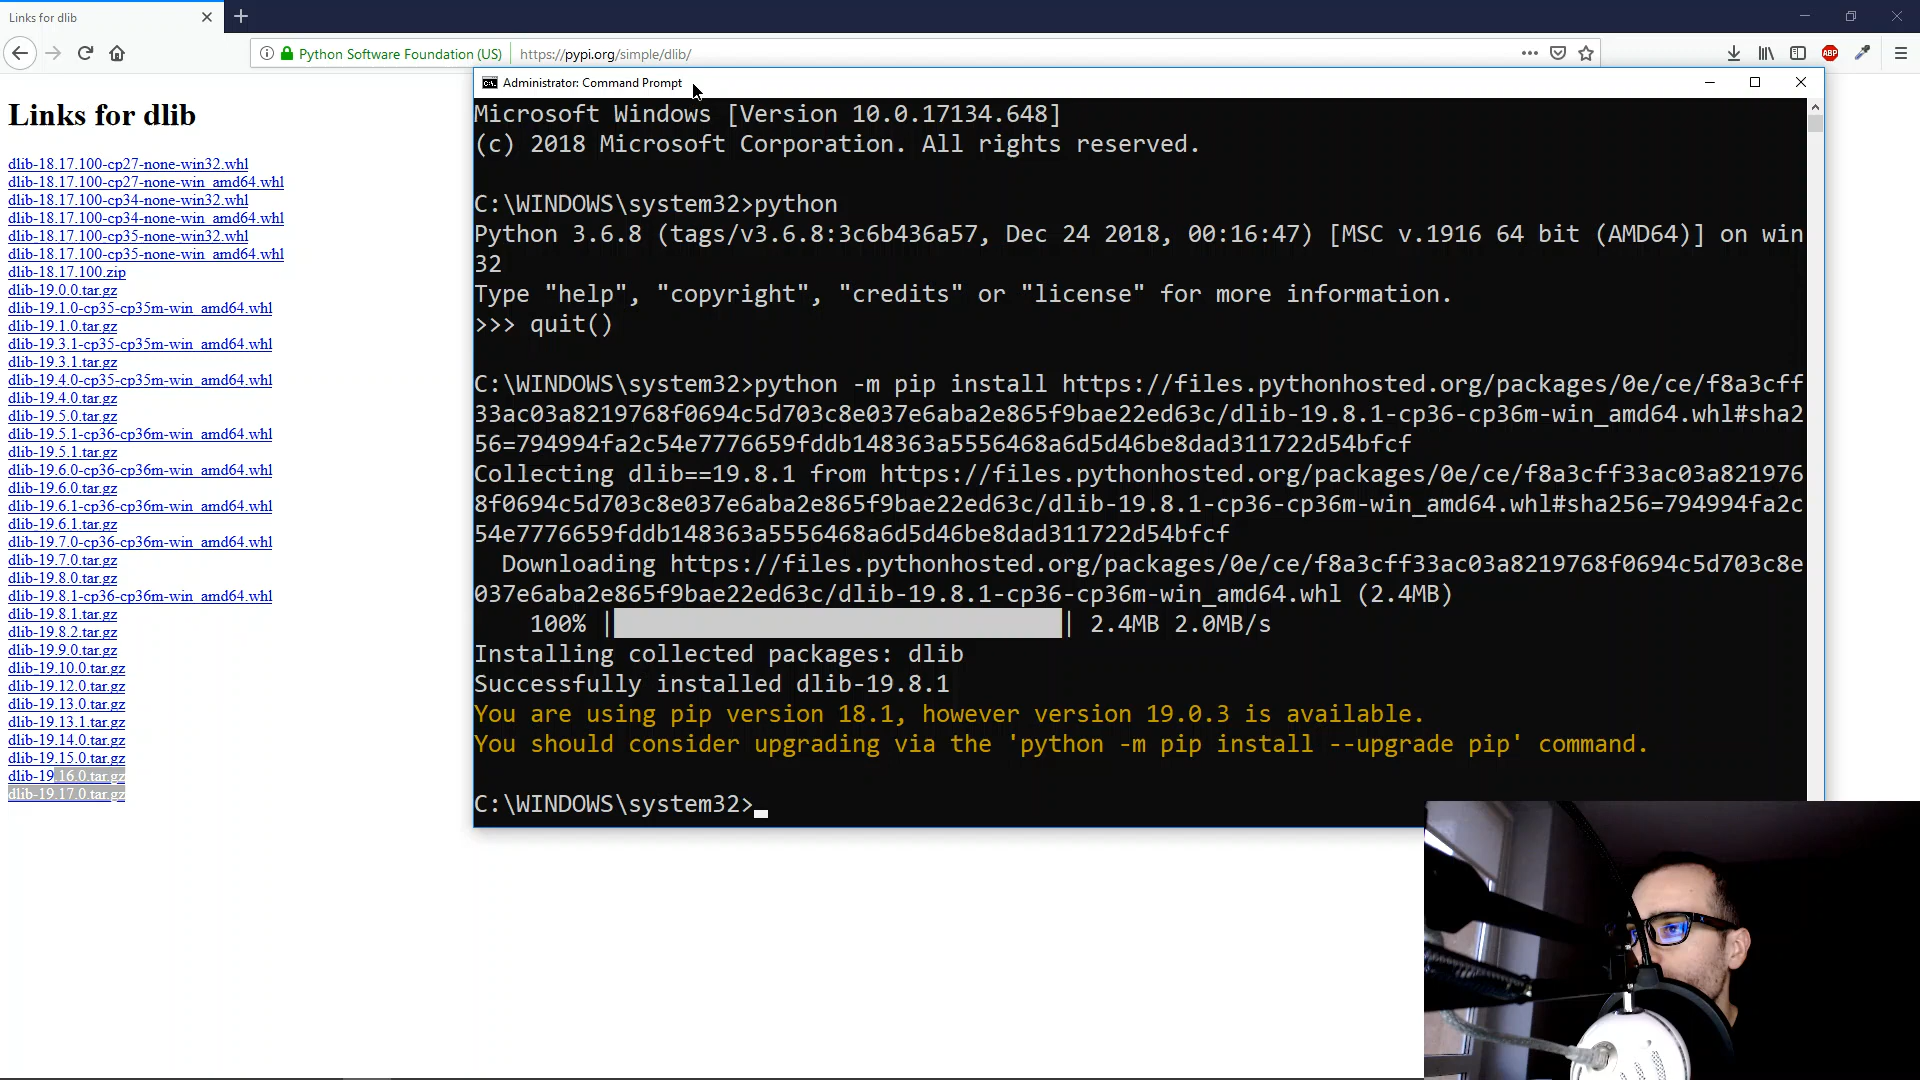 Links for dlib
Python Software Foundation (US)
https://pypi.org/simple/dlib/
ABP
Links for dlib
dlib-18.17.100-cp27-none-win32.whl
dlib-18.17.100-cp27-none-win_amd64.whl
dlib-18.17.100-cp34-none-win32.whl
dlib-18.17.100-cp34-none-win_amd64.whl
dlib-18.17.100-cp35-none-win32.whl
dlib-18.17.100-cp35-none-win_amd64.whl
dlib-18.17.100.zip
dlib-19.0.0.tar.gz
dlib-19.1.0-cp35-cp35m-win_amd64.whl
dlib-19.1.0.tar.gz
dlib-19.3.1-cp35-cp35m-win_amd64.whl
dlib-19.3.1.tar.gz
dlib-19.4.0-cp35-cp35m-win_amd64.whl
dlib-19.4.0.tar.gz
dlib-19.5.0.tar.gz
dlib-19.5.1-cp36-cp36m-win_amd64.whl
dlib-19.5.1.tar.gz
dlib-19.6.0-cp36-cp36m-win_amd64.whl
dlib-19.6.0.tar.gz
dlib-19.6.1-cp36-cp36m-win_amd64.whl
dlib-19.6.1.tar.gz
dlib-19.7.0-cp36-cp36m-win_amd64.whl
dlib-19.7.0.tar.gz
dlib-19.8.0.tar.gz
dlib-19.8.1-cp36-cp36m-win_amd64.whl
dlib-19.8.1.tar.gz
dlib-19.8.2.tar.gz
dlib-19.9.0.tar.gz
dlib-19.10.0.tar.gz
dlib-19.12.0.tar.gz
dlib-19.13.0.tar.gz
dlib-19.13.1.tar.gz
dlib-19.14.0.tar.gz
dlib-19.15.0.tar.gz
dlib-19.16.0.tar.gz
dlib-19.17.0.tar.gz
Administrator: Command Prompt
Microsoft Windows [Version 10.0.17134.648]
(c) 2018 Microsoft Corporation. All rights reserved.
C:\WINDOWS\system32>python
Python 3.6.8 (tags/v3.6.8:3c6b436a57, Dec 24 2018, 00:16:47) [MSC v.1916 64 bit (AMD64)] on win
32
Type "help", "copyright", "credits" or "license" for more information.
>>> quit()
C:\WINDOWS\system32>python -m pip install https://files.pythonhosted.org/packages/0e/ce/f8a3cff
33ac03a8219768f0694c5d703c8e037e6aba2e865f9bae22ed63c/dlib-19.8.1-cp36-cp36m-win_amd64.whl#sha2
56=794994fa2c54e7776659fddb148363a5556468a6d5d46be8dad311722d54bfcf
Collecting dlib==19.8.1 from https://files.pythonhosted.org/packages/0e/ce/f8a3cff33ac03a821976
8f0694c5d703c8e037e6aba2e865f9bae22ed63c/dlib-19.8.1-cp36-cp36m-win_amd64.whl#sha256=794994fa2c
54e7776659fddb148363a5556468a6d5d46be8dad311722d54bfcf
Downloading https://files.pythonhosted.org/packages/0e/ce/f8a3cff33ac03a8219768f0694c5d703c8e
037e6aba2e865f9bae22ed63c/dlib-19.8.1-cp36-cp36m-win_amd64.whl (2.4MB)
100% | | 2.4MB 2.0MB/s
Installing collected packages: dlib
Successfully installed dlib-19.8.1
You are using pip version 18.1, however version 19.0.3 is available.
You should consider upgrading via the 'python -m pip install --upgrade pip' command.
C:\WINDOWS\system32>